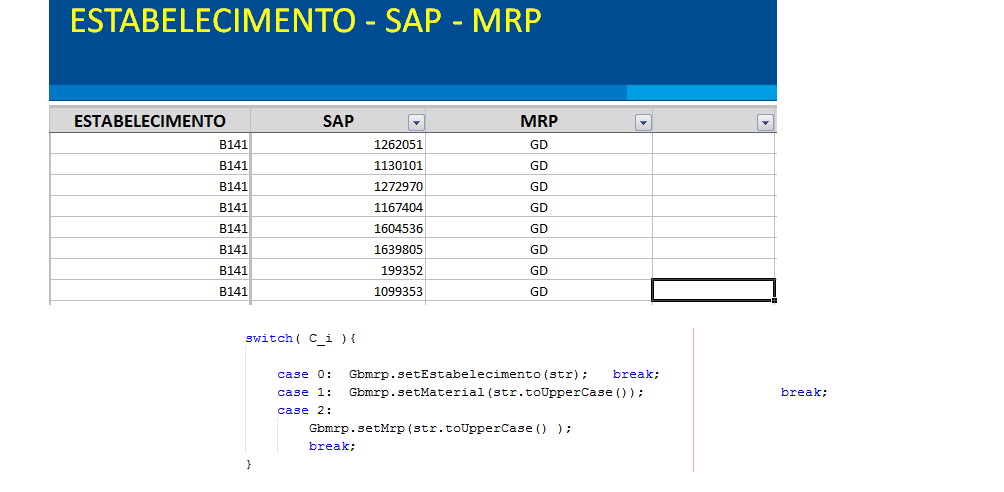 ESTABELECIMENTO - SAP - MRP
ESTABELECIMENTO SAP MRP
B141 1262051 GD
B141 1130101 GD
B141 1272970 GD
B141 1167404 GD
B141 1604536 GD
B141 1639805 GD
B141 199352 GD
B141 1099353 GD
switch( C_i ){
case 0: Gbmrp.setEstabelecimento(str); break;
case 1: Gbmrp.setMaterial(str.toUpperCase()); break;
case 2:
Gbmrp.setMrp(str.toUpperCase() );
break;
}